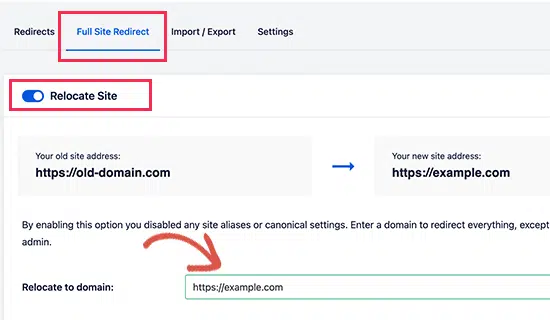 Redirects Full Site Redirect Import / Export Settings
Relocate Site
Your old site address: Your new site address:
https://old-domain.com https://example.com
By enabling this option you disabled any site aliases or canonical settings. Enter a domain to redirect everything, except
admin.
Relocate to domain: https://example.com